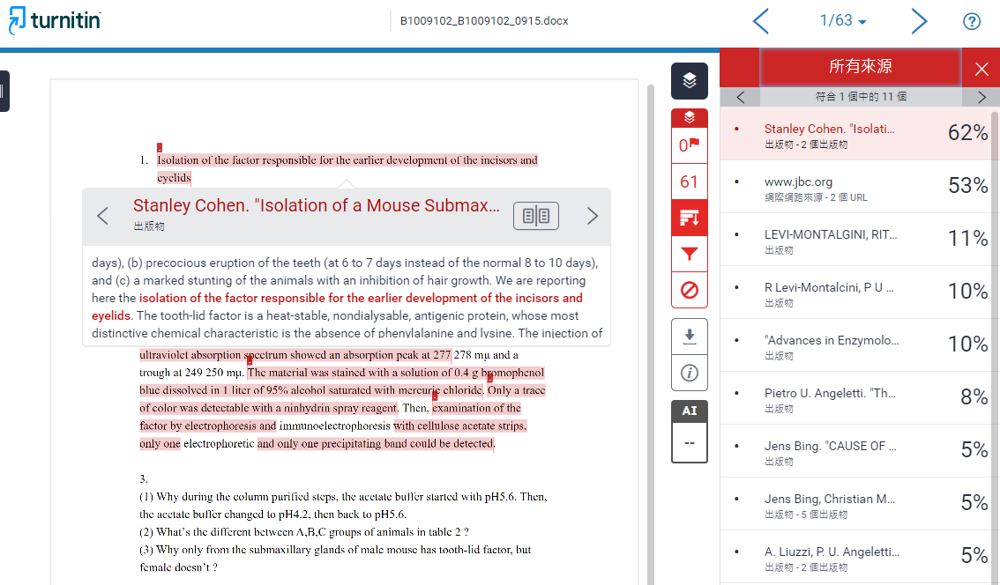 turnitin
B1009102_B1009102_0915.docx
1/63
所有來源
符合 1 個中的 11 個
1. Isolation of the factor responsible for the earlier development of the incisors and
eyelids
Stanley Cohen. "Isolation of a Mouse Submax...
出版物
days), (b) precocious eruption of the teeth (at 6 to 7 days instead of the normal 8 to 10 days),
and (c) a marked stunting of the animals with an inhibition of hair growth. We are reporting
here the isolation of the factor responsible for the earlier development of the incisors and
eyelids. The tooth-lid factor is a heat-stable, nondialysable, antigenic protein, whose most
distinctive chemical characteristic is the absence of phenylalanine and lysine. The injection of
ultraviolet absorption spectrum showed an absorption peak at 277 278 mμ and a
trough at 249 250 mμ. The material was stained with a solution of 0.4 g bromophenol
blue dissolved in 1 liter of 95% alcohol saturated with mercuric chloride. Only a trace
of color was detectable with a ninhydrin spray reagent. Then, examination of the
factor by electrophoresis and immunoelectrophoresis with cellulose acetate strips,
only one electrophoretic and only one precipitating band could be detected.
3.
(1) Why during the column purified steps, the acetate buffer started with pH5.6. Then,
the acetate buffer changed to pH4.2, then back to pH5.6.
(2) What's the different between A,B,C groups of animals in table 2 ?
(3) Why only from the submaxillary glands of male mouse has tooth-lid factor, but
female doesn't ?
0
61
AI
--
Stanley Cohen. "Isolati...
62%
出版物 - 2 個出版物
www.jbc.org
53%
網際網路來源 - 2 個 URL
LEVI-MONTALGINI, RIT...
11%
出版物
R Levi-Montalcini, P U ...
10%
出版物
"Advances in Enzymolo...
10%
出版物
Pietro U. Angeletti. "Th...
8%
出版物
Jens Bing. "CAUSE OF ...
5%
出版物
Jens Bing, Christian M...
5%
出版物 - 5 個出版物
A. Liuzzi, P. U. Angeletti...
5%
出版物 - 2 個出版物